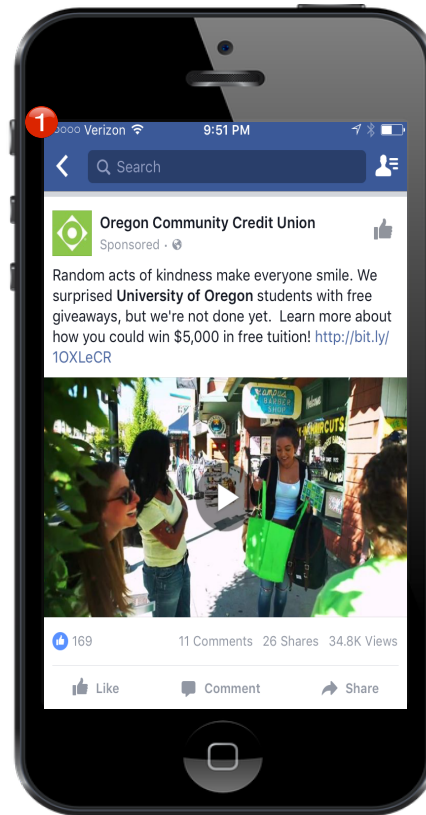 1
Verizon 9:51 PM
Search
Oregon Community Credit Union
Sponsored ·
Random acts of kindness make everyone smile. We
surprised University of Oregon students with free
giveaways, but we're not done yet. Learn more about
how you could win $5,000 in free tuition! http://bit.ly/
1OXLeCR
Campus
BARBER
SHOP
HAIRCUTS
169 11 Comments 26 Shares 34.8K Views
Like Comment Share